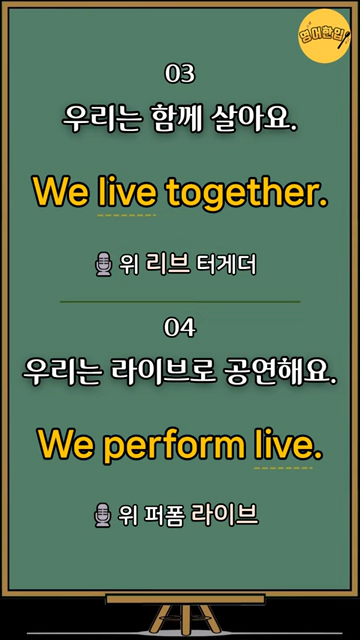 영어한입
03
우리는 함께 살아요.
We live together.
위 리브 터게더
04
우리는 라이브로 공연해요.
We perform live.
위 퍼폼 라이브